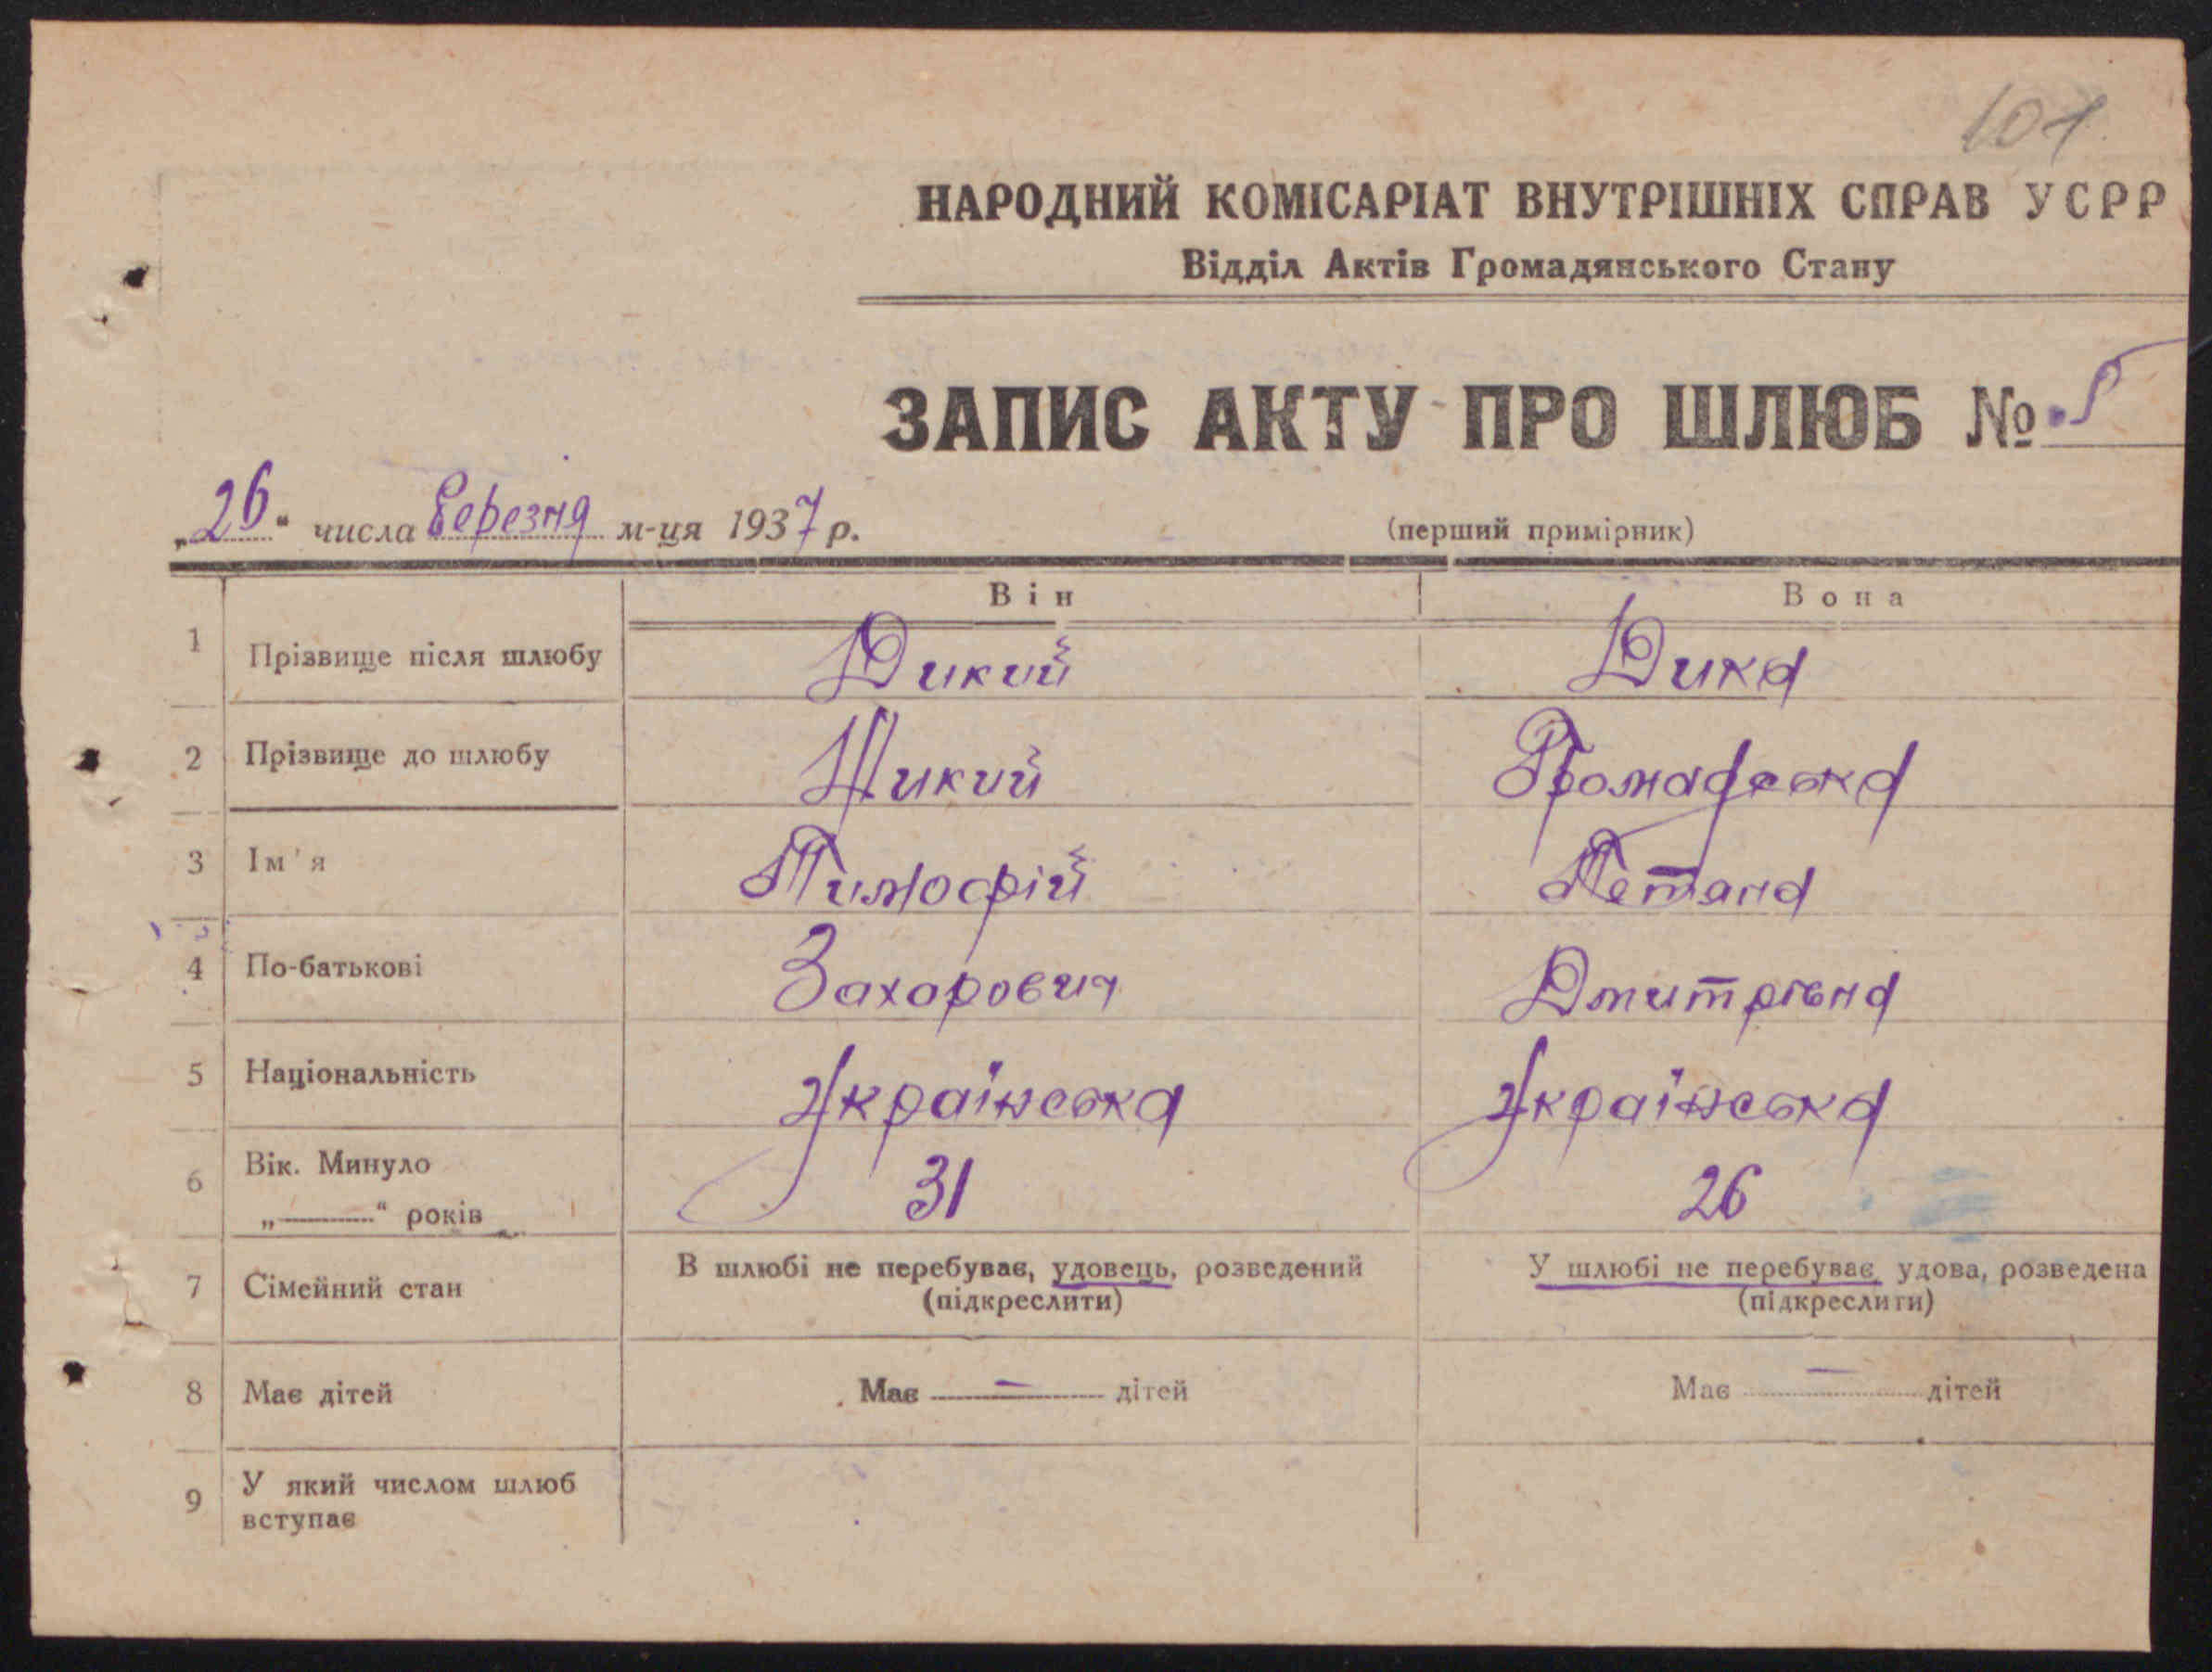 101
НАРОДНИЙ КОМІСАРІАТ ВНУТРІШНІХ СПРАВ УСРР
Відділ Актів Громадянського Стану
ЗАПИС АКТУ ПРО ШЛЮБ № 5
„26“ числа березня м-ця 1937 р.
(перший примірник)
Він Вона
1 Прізвище після шлюбу Дикий Дика
2 Прізвище до шлюбу Дикий Громадська
3 Ім'я Тимофій Тетяна
4 По-батькові Захарович Дмитрівна
5 Національність Українська Українська
6 Вік. Минуло
„——“ років 31 26
7 Сімейний стан В шлюбі не перебуває, удовець, розведений У шлюбі не перебуває, удова, розведена
(підкреслити) (підкреслити)
8 Має дітей Має — дітей Має — дітей
9 У який числом шлюб
вступає